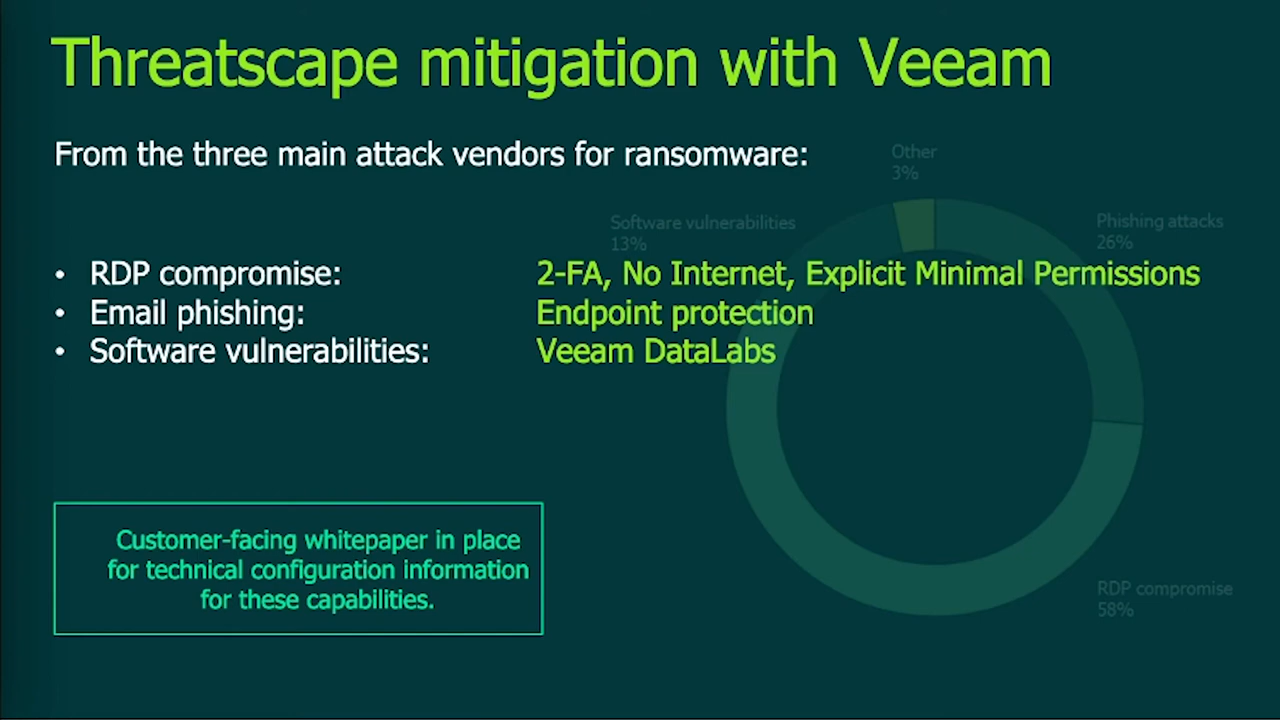 Threatscape mitigation with Veeam
From the three main attack vendors for ransomware:
Other
3%
Software vulnerabilities
13%
Phishing attacks
26%
• RDP compromise: 2-FA, No Internet, Explicit Minimal Permissions
• Email phishing: Endpoint protection
• Software vulnerabilities: Veeam DataLabs
Customer-facing whitepaper in place
for technical configuration information
for these capabilities.
RDP compromise
58%